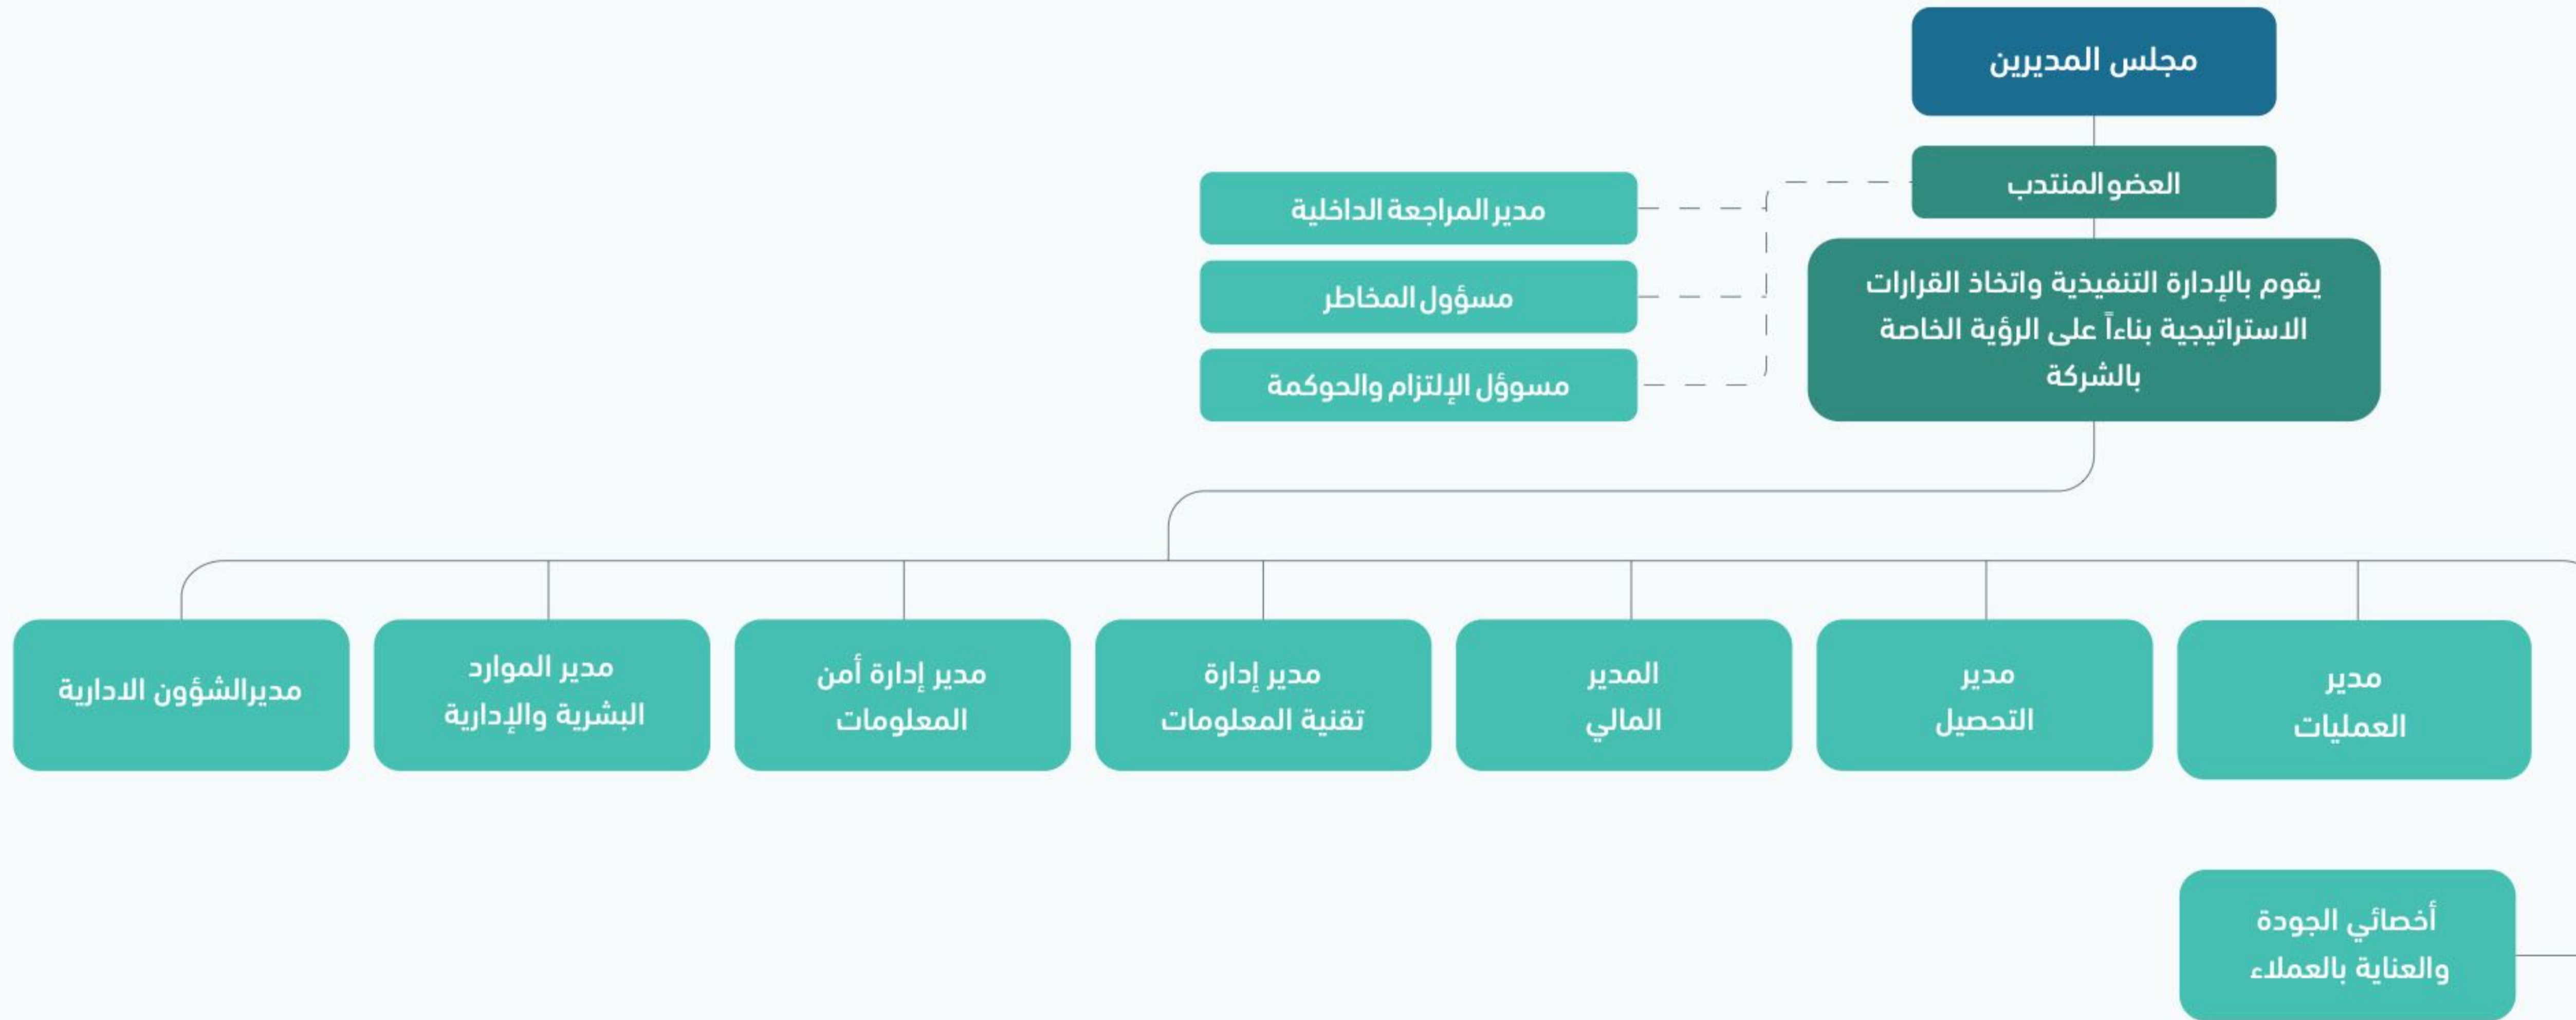 مجلس المديرين
العضو المنتدب
يقوم بالإدارة التنفيذية واتخاذ القرارات
الاستراتيجية بناءاً على الرؤية الخاصة
بالشركة
مدير المراجعة الداخلية
مسؤول المخاطر
مسوؤل الإلتزام والحوكمة
مدير
العمليات
مدير
التحصيل
المدير
المالي
مدير إدارة
تقنية المعلومات
مدير إدارة أمن
المعلومات
مدير الموارد
البشرية والإدارية
مديرالشؤون الادارية
أخصائي الجودة
والعناية بالعملاء